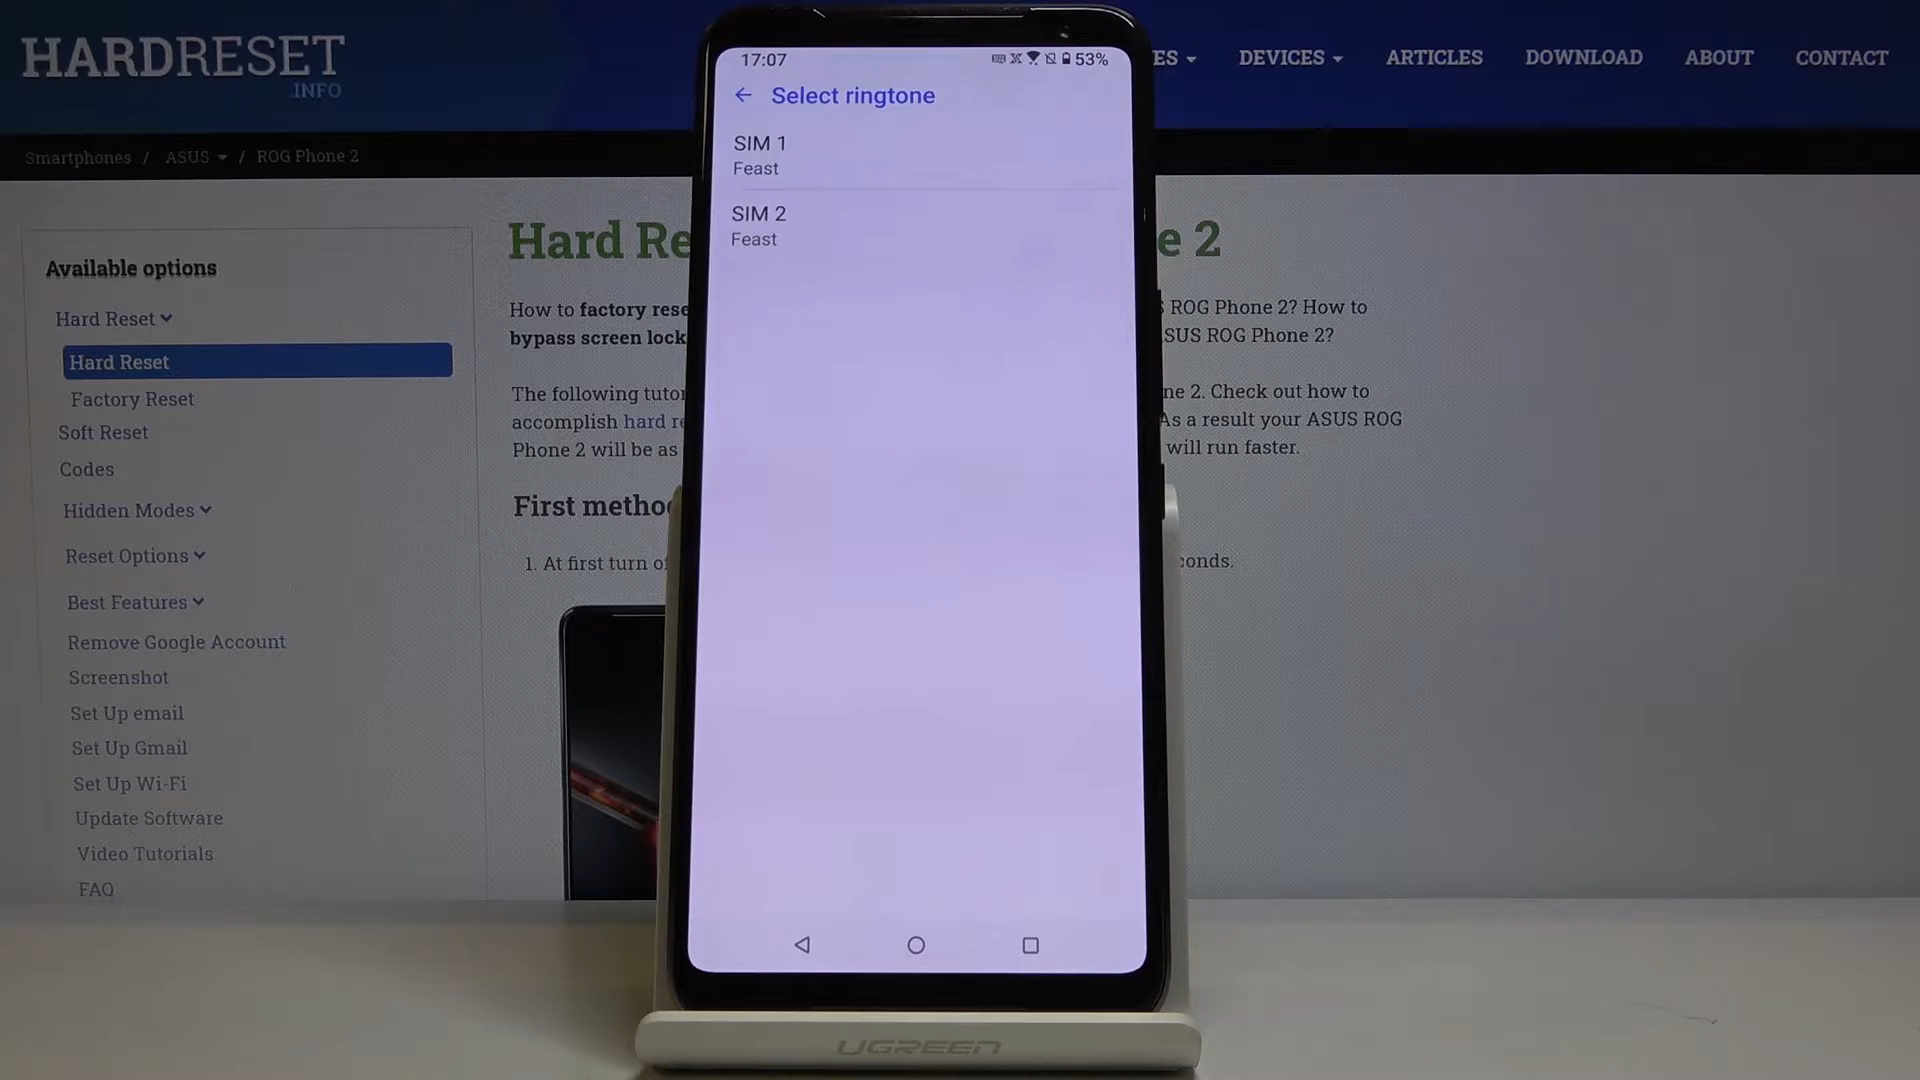 HARDRESET
.INFO
ES
DEVICES
ARTICLES
DOWNLOAD
ABOUT
CONTACT
Smartphones / ASUS / ROG Phone 2
Available options
Hard Reset
Hard Reset
Factory Reset
Soft Reset
Codes
Hidden Modes
Reset Options
Best Features
Remove Google Account
Screenshot
Set Up email
Set Up Gmail
Set Up Wi-Fi
Update Software
Video Tutorials
FAQ
Hard Re
e 2
How to factory rese
S ROG Phone 2? How to
bypass screen lock
SUS ROG Phone 2?
The following tutor
ne 2. Check out how to
accomplish hard re
As a result your ASUS ROG
Phone 2 will be as
will run faster.
First metho
1. At first turn of
conds.
17:07
53%
Select ringtone
SIM 1
Feast
SIM 2
Feast
UGREEN